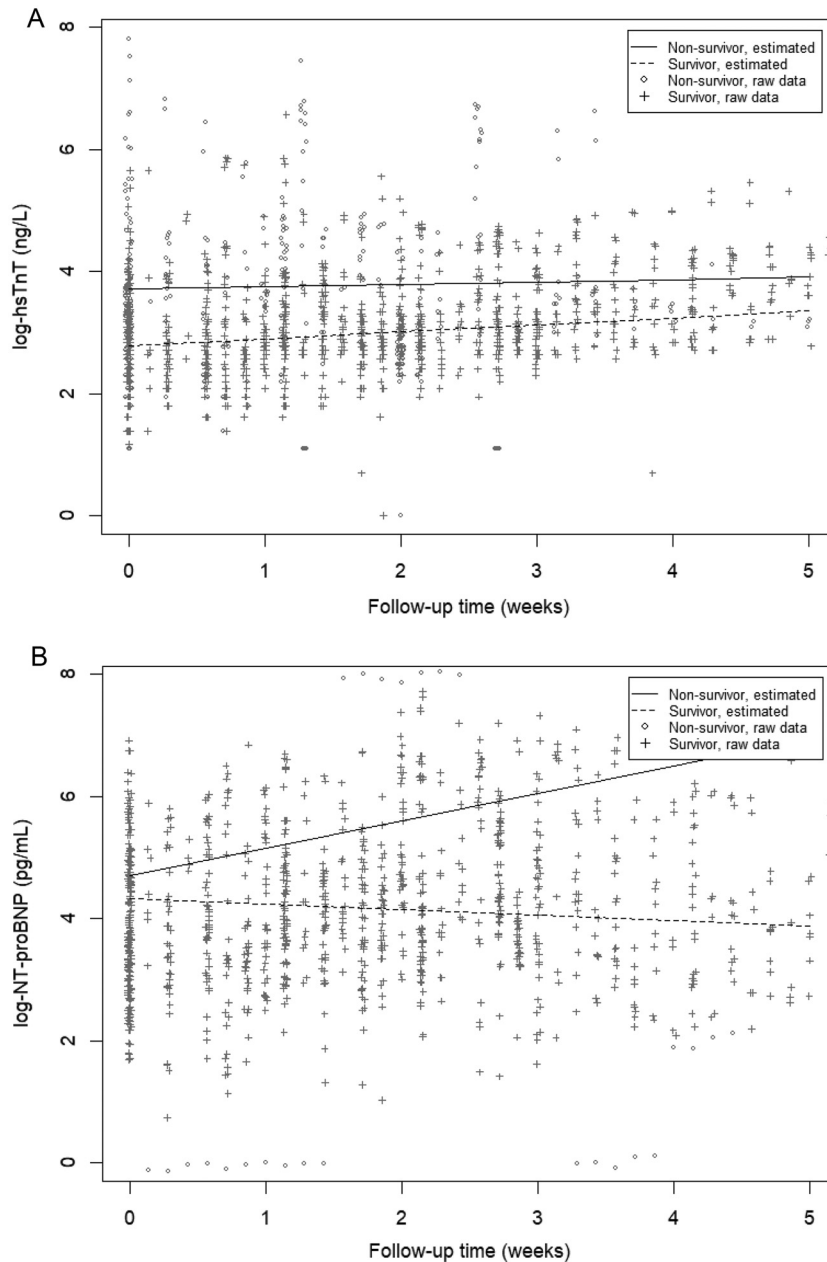 A
8
6
4
2
0
log-hsTnT (ng/L)
Non-survivor, estimated
Survivor, estimated
Non-survivor, raw data
Survivor, raw data
0 1 2 3 4 5
Follow-up time (weeks)
B
8
6
4
2
0
log-NT-proBNP (pg/mL)
Non-survivor, estimated
Survivor, estimated
Non-survivor, raw data
Survivor, raw data
0 1 2 3 4 5
Follow-up time (weeks)